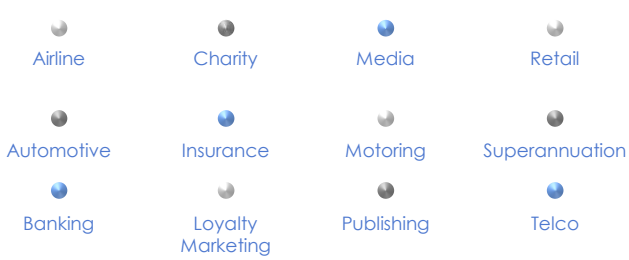 Airline
Charity
Media
Retail
Automotive
Insurance
Motoring
Superannuation
Banking
Loyalty
Marketing
Publishing
Telco